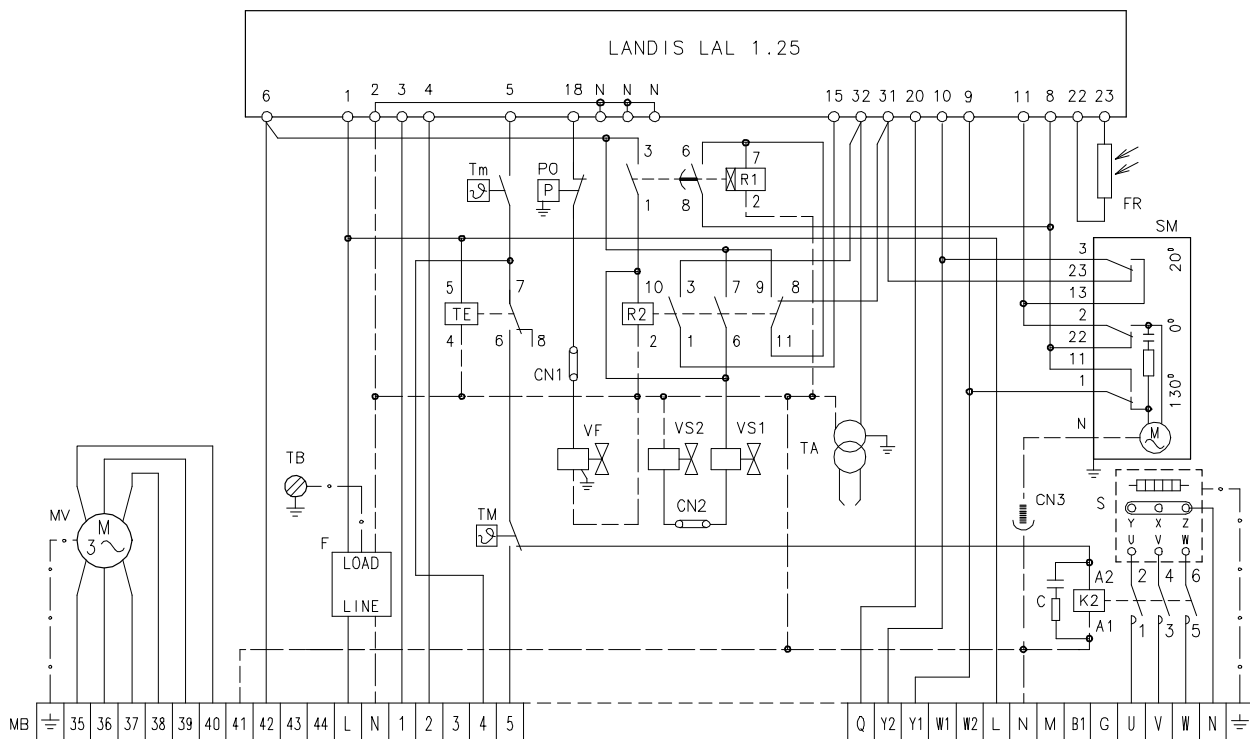 LANDIS LAL 1.25
6 1 2 3 4 5 18 N N N 15 32 31 20 10 9 11 8 22 23
3 6 7
Tm PO P R1
1 8 2
FR
SM
3 20°
23
13
5 7 10 3 7 9 8
TE R2
2 0°
4 6 8 2 1 6 11
22
11
CN1
1 130°
VF VS2 VS1 TA
N M
TB
CN2 CN3 S
Y X Z
U V W
MV M 3
F
TM
LOAD
LINE
2 4 6
A2
C K2
A1
1 3 5
MB 35 36 37 38 39 40 41 42 43 44 L N 1 2 3 4 5 Q Y2 Y1 W1 W2 L N M B1 G U V W N